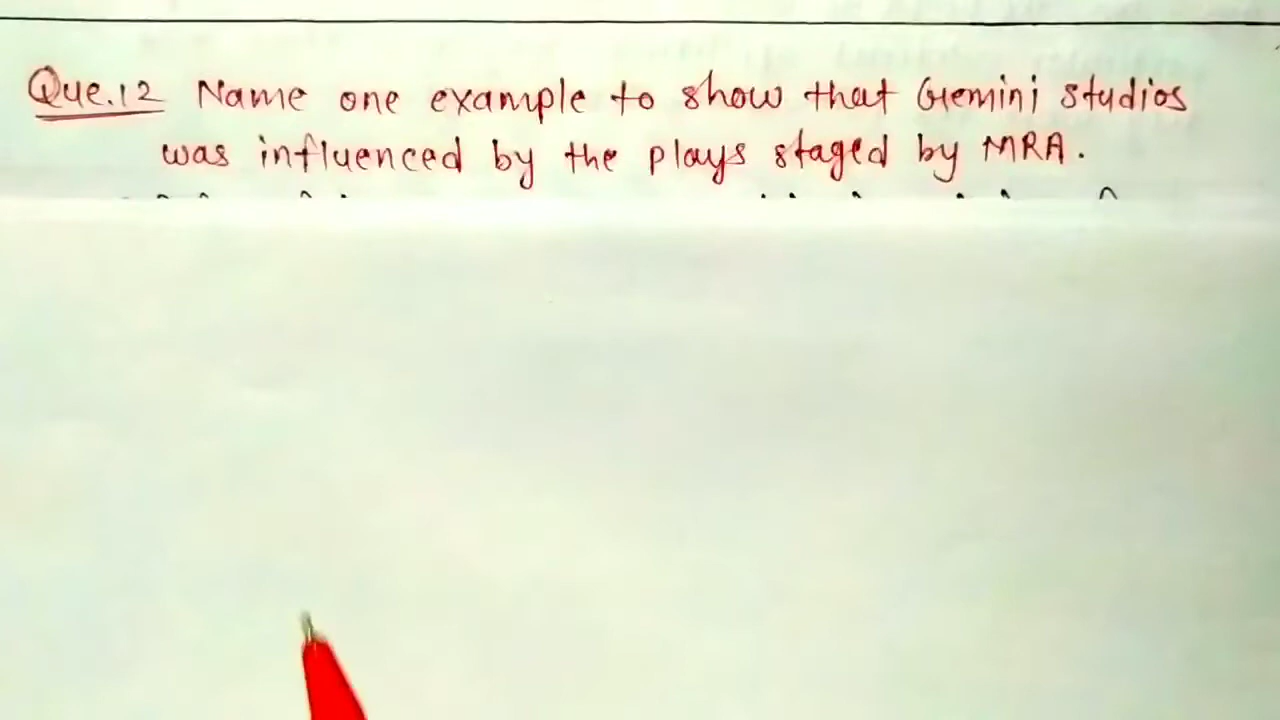 Que.12 Name one example to show that Gemini studios
was influenced by the plays staged by MRA.